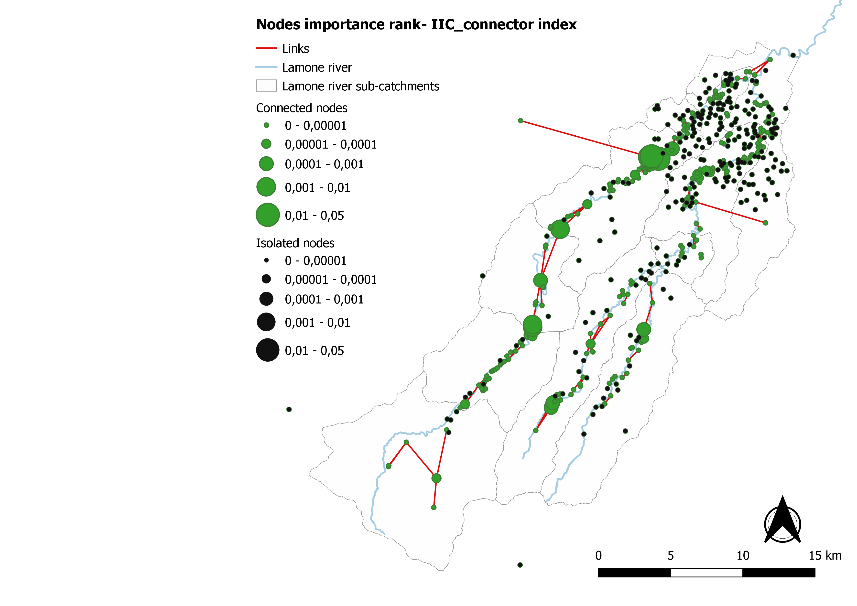 Nodes importance rank- IIC_connector index
Links
Lamone river
Lamone river sub-catchments
Connected nodes
0 - 0,00001
0,00001 - 0,0001
0,0001 - 0,001
0,001 - 0,01
0,01 - 0,05
Isolated nodes
0 - 0,00001
0,00001 - 0,0001
0,0001 - 0,001
0,001 - 0,01
0,01 - 0,05
0 5 10 15 km